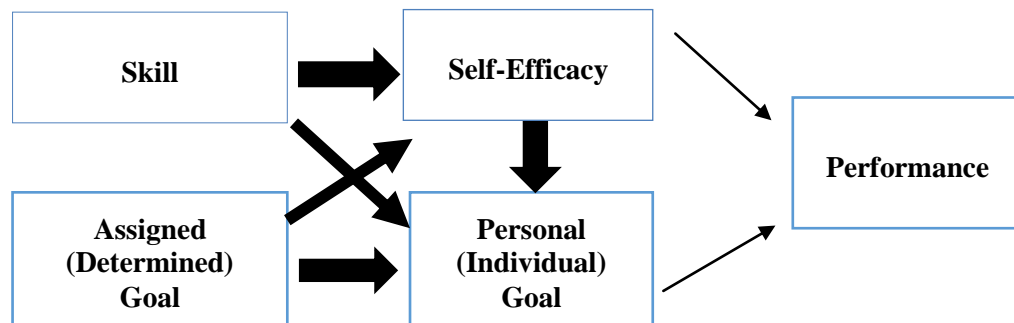 Skill
Self-Efficacy
Performance
Assigned
(Determined)
Goal
Personal
(Individual)
Goal